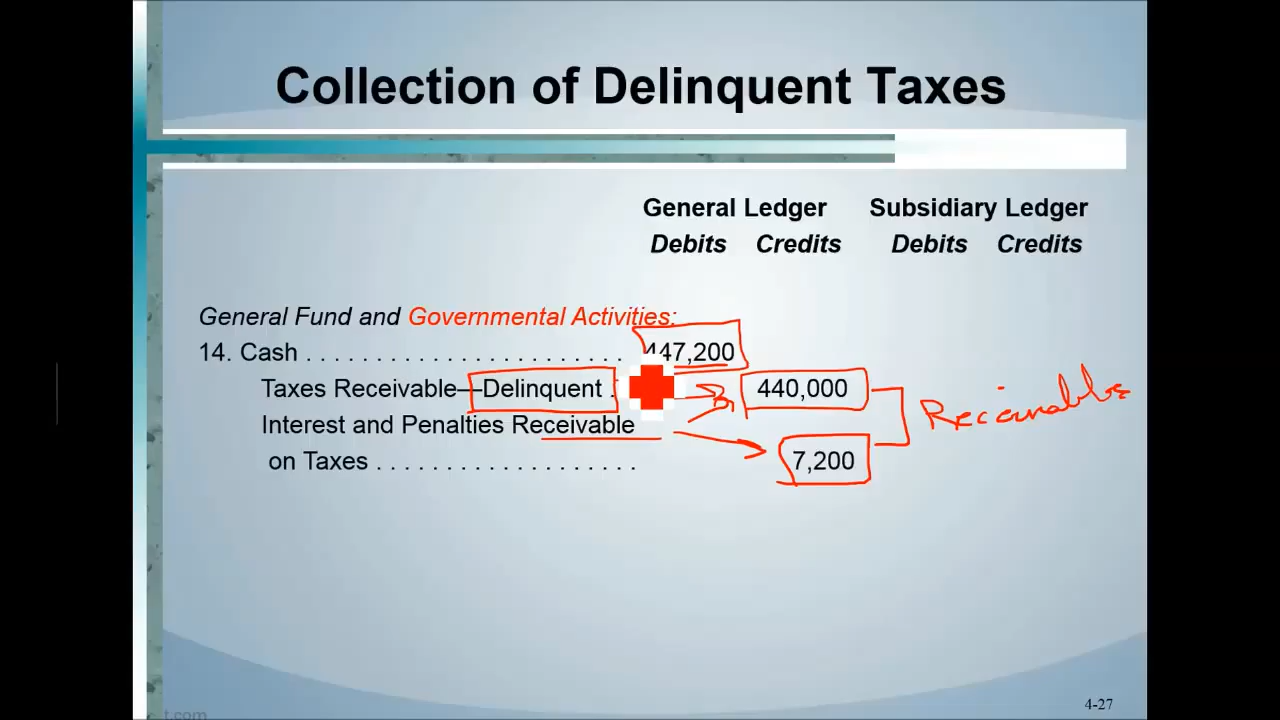 Collection of Delinquent Taxes
General Ledger Subsidiary Ledger
Debits Credits Debits Credits
General Fund and Governmental Activities:
14. Cash . . . . . . . . . . . . . . . . . . . . . . . 447,200
Taxes Receivable—Delinquent . 440,000
Receivables
Interest and Penalties Receivable
on Taxes . . . . . . . . . . . . . . . . . . . 7,200
4-27
t.com